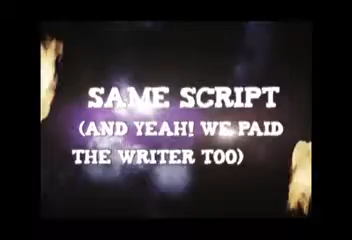 SAME SCRIPT
(AND YEAH! WE PAID
THE WRITER TOO)